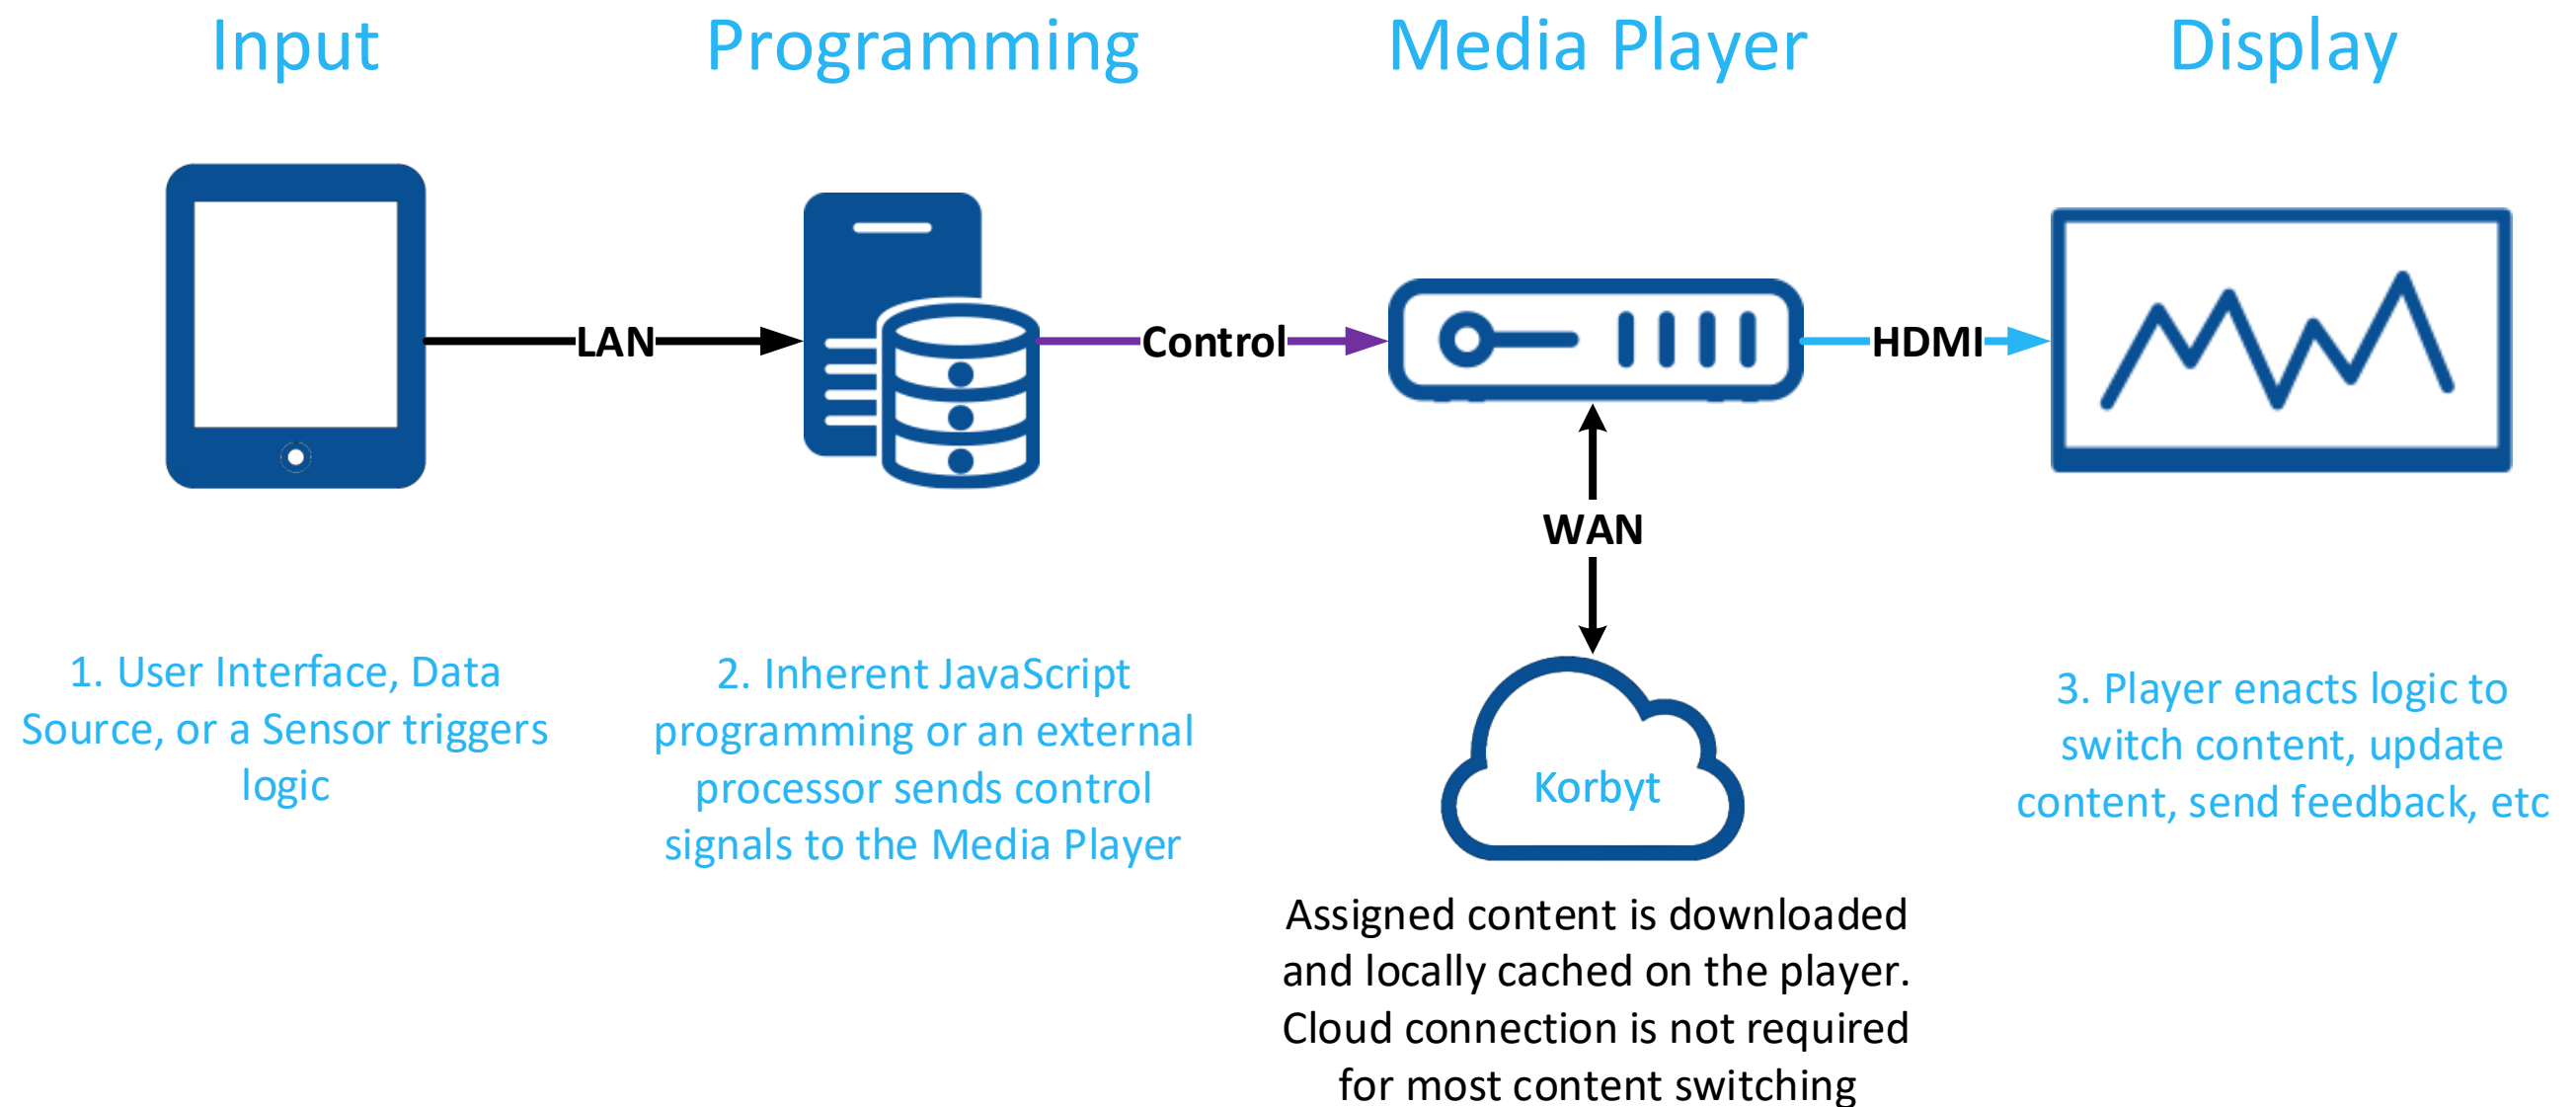 Input
Programming
Media Player
Display
LAN
Control
HDMI
WAN
1. User Interface, Data
Source, or a Sensor triggers
logic
2. Inherent JavaScript
programming or an external
processor sends control
signals to the Media Player
Korbyt
Assigned content is downloaded
and locally cached on the player.
Cloud connection is not required
for most content switching
3. Player enacts logic to
switch content, update
content, send feedback, etc